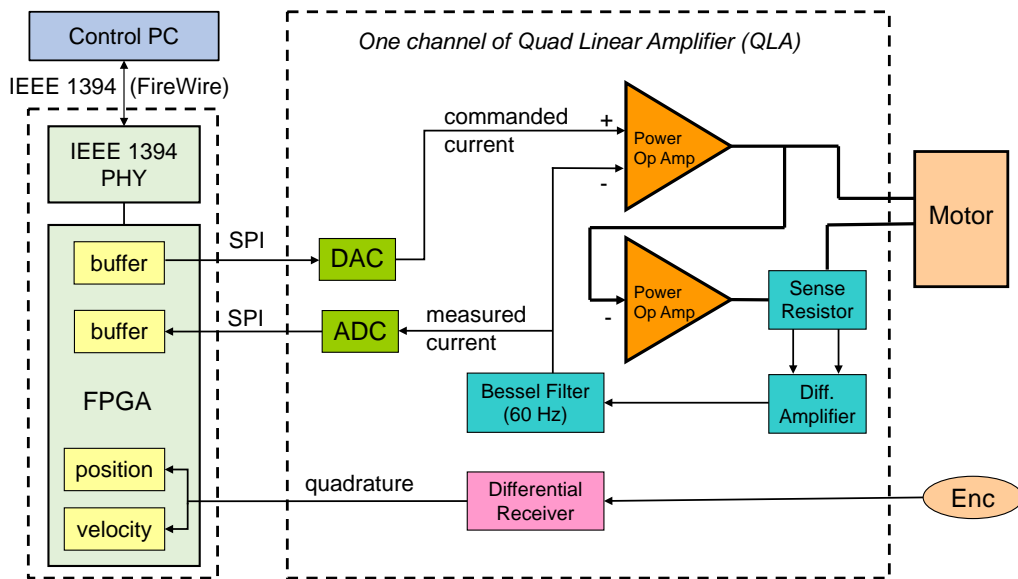 Control PC
One channel of Quad Linear Amplifier (QLA)
IEEE 1394 (FireWire)
IEEE 1394
PHY
commanded
current
+
Power
Op Amp
-
Motor
SPI
buffer
DAC
Sense
Resistor
Power
Op Amp
-
buffer
SPI
ADC
measured
current
FPGA
Bessel Filter
(60 Hz)
Diff.
Amplifier
position
quadrature
Differential
Receiver
Enc
velocity